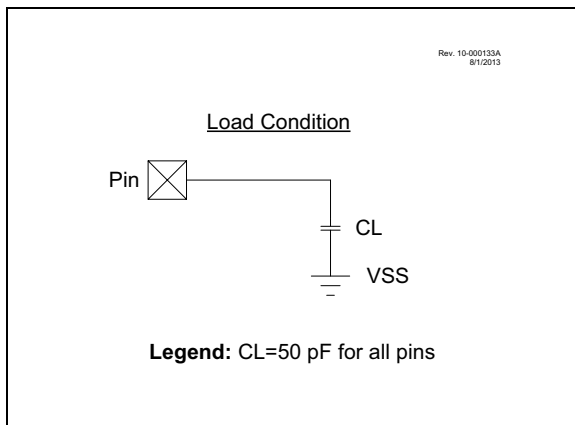 Rev. 10-000133A
8/1/2013
Load Condition
Pin
CL
VSS
Legend: CL=50 pF for all pins